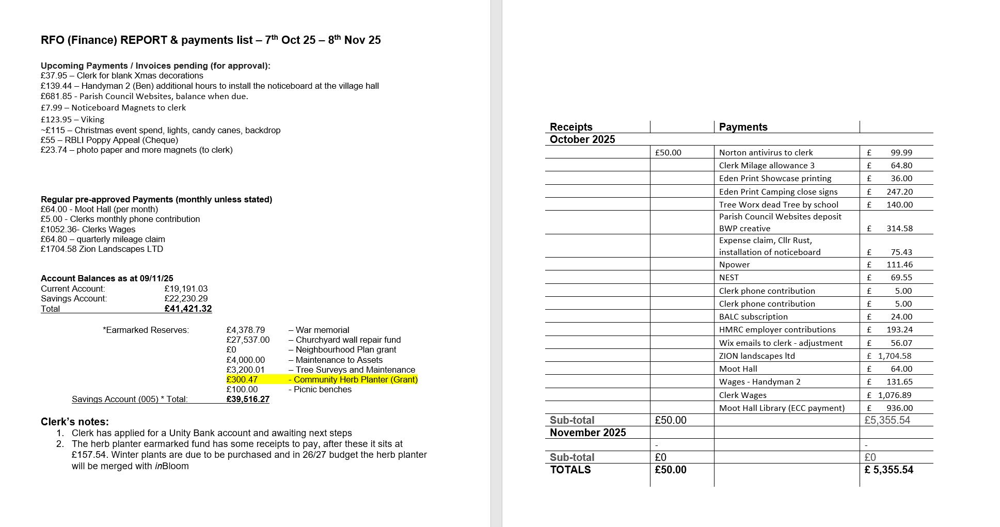 RFO (Finance) REPORT & payments list – 7th Oct 25 – 8th Nov 25
Upcoming Payments / Invoices pending (for approval):
£37.95 – Clerk for blank Xmas decorations
£139.44 – Handyman 2 (Ben) additional hours to install the noticeboard at the village hall
£681.85 - Parish Council Websites, balance when due.
£7.99 – Noticeboard Magnets to clerk
£123.95 – Viking
~£115 – Christmas event spend, lights, candy canes, backdrop
£55 – RBLI Poppy Appeal (Cheque)
£23.74 – photo paper and more magnets (to clerk)
Regular pre-approved Payments (monthly unless stated)
£64.00 - Moot Hall (per month)
£5.00 - Clerks monthly phone contribution
£1052.36- Clerks Wages
£64.80 – quarterly mileage claim
£1704.58 Zion Landscapes LTD
Account Balances as at 09/11/25
Current Account: £19,191.03
Savings Account: £22,230.29
Total £41,421.32
*Earmarked Reserves: £4,378.79 – War memorial
£27,537.00 – Churchyard wall repair fund
£0 – Neighbourhood Plan grant
£4,000.00 – Maintenance to Assets
£3,200.01 – Tree Surveys and Maintenance
£300.47 - Community Herb Planter (Grant)
£100.00 - Picnic benches
Savings Account (005) * Total: £39,516.27
Clerk's notes:
1. Clerk has applied for a Unity Bank account and awaiting next steps
2. The herb planter earmarked fund has some receipts to pay, after these it sits at
£157.54. Winter plants are due to be purchased and in 26/27 budget the herb planter
will be merged with inBloom
Receipts Payments
October 2025
£50.00 Norton antivirus to clerk £ 99.99
Clerk Milage allowance 3 £ 64.80
Eden Print Showcase printing £ 36.00
Eden Print Camping close signs £ 247.20
Tree Worx dead Tree by school £ 140.00
Parish Council Websites deposit
BWP creative £ 314.58
Expense claim, Cllr Rust,
installation of noticeboard £ 75.43
Npower £ 111.46
NEST £ 69.55
Clerk phone contribution £ 5.00
Clerk phone contribution £ 5.00
BALC subscription £ 24.00
HMRC employer contributions £ 193.24
Wix emails to clerk - adjustment £ 56.07
ZION landscapes ltd £ 1,704.58
Moot Hall £ 64.00
Wages - Handyman 2 £ 131.65
Clerk Wages £ 1,076.89
Moot Hall Library (ECC payment) £ 936.00
Sub-total £50.00 £5,355.54
November 2025
- -
Sub-total £0 £0
TOTALS £50.00 £ 5,355.54